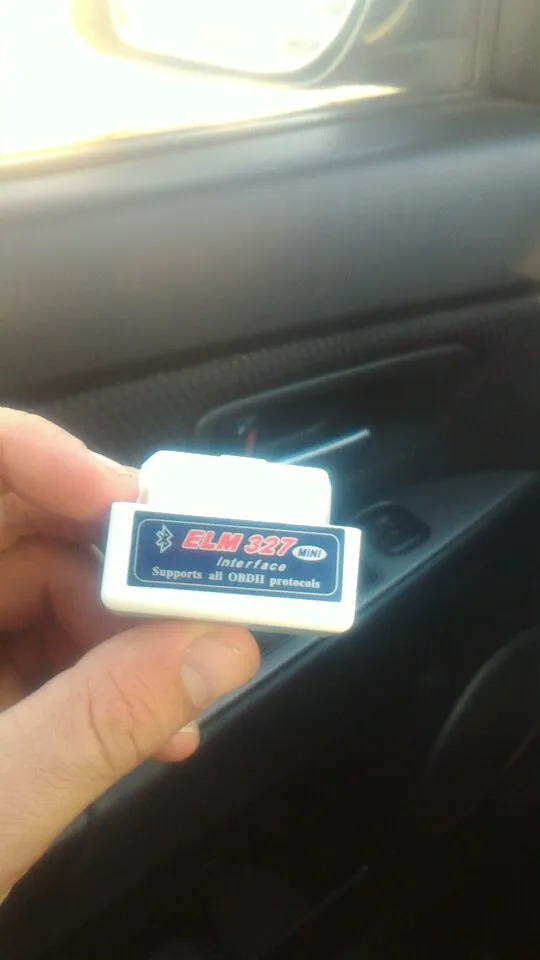 ELM 327 MINI
Interface
Supports all OBDII protocols